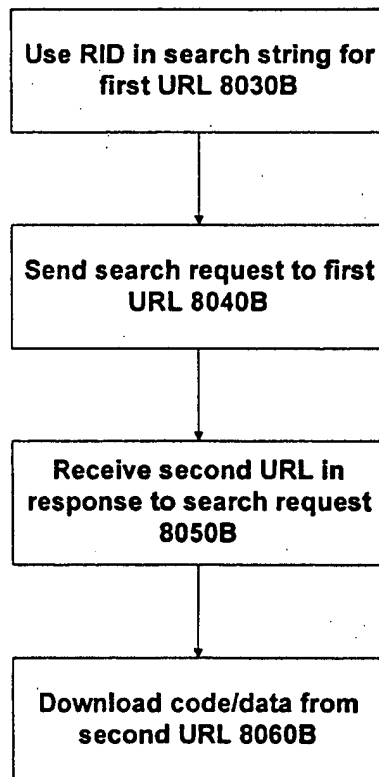 Use RID in search string for
first URL 8030B
Send search request to first
URL 8040B
Receive second URL in
response to search request
8050B
Download code/data from
second URL 8060B